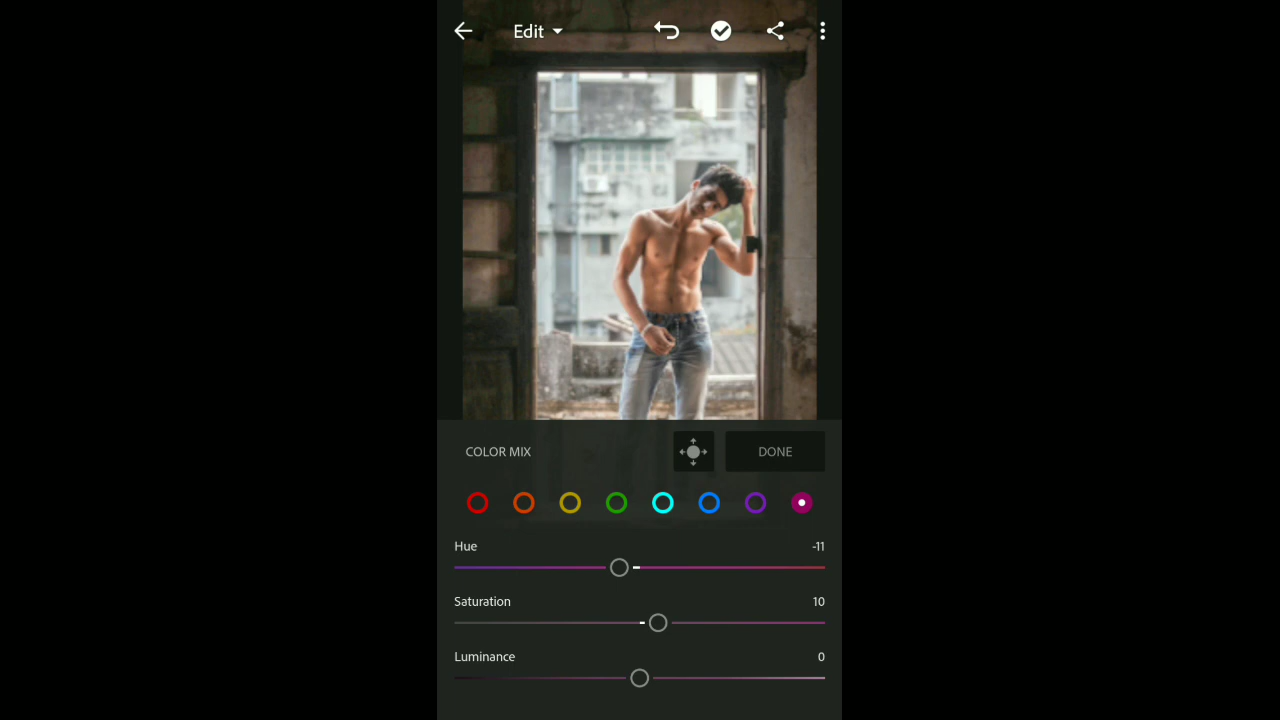 Edit
COLOR MIX
DONE
Hue -11
Saturation 10
Luminance 0